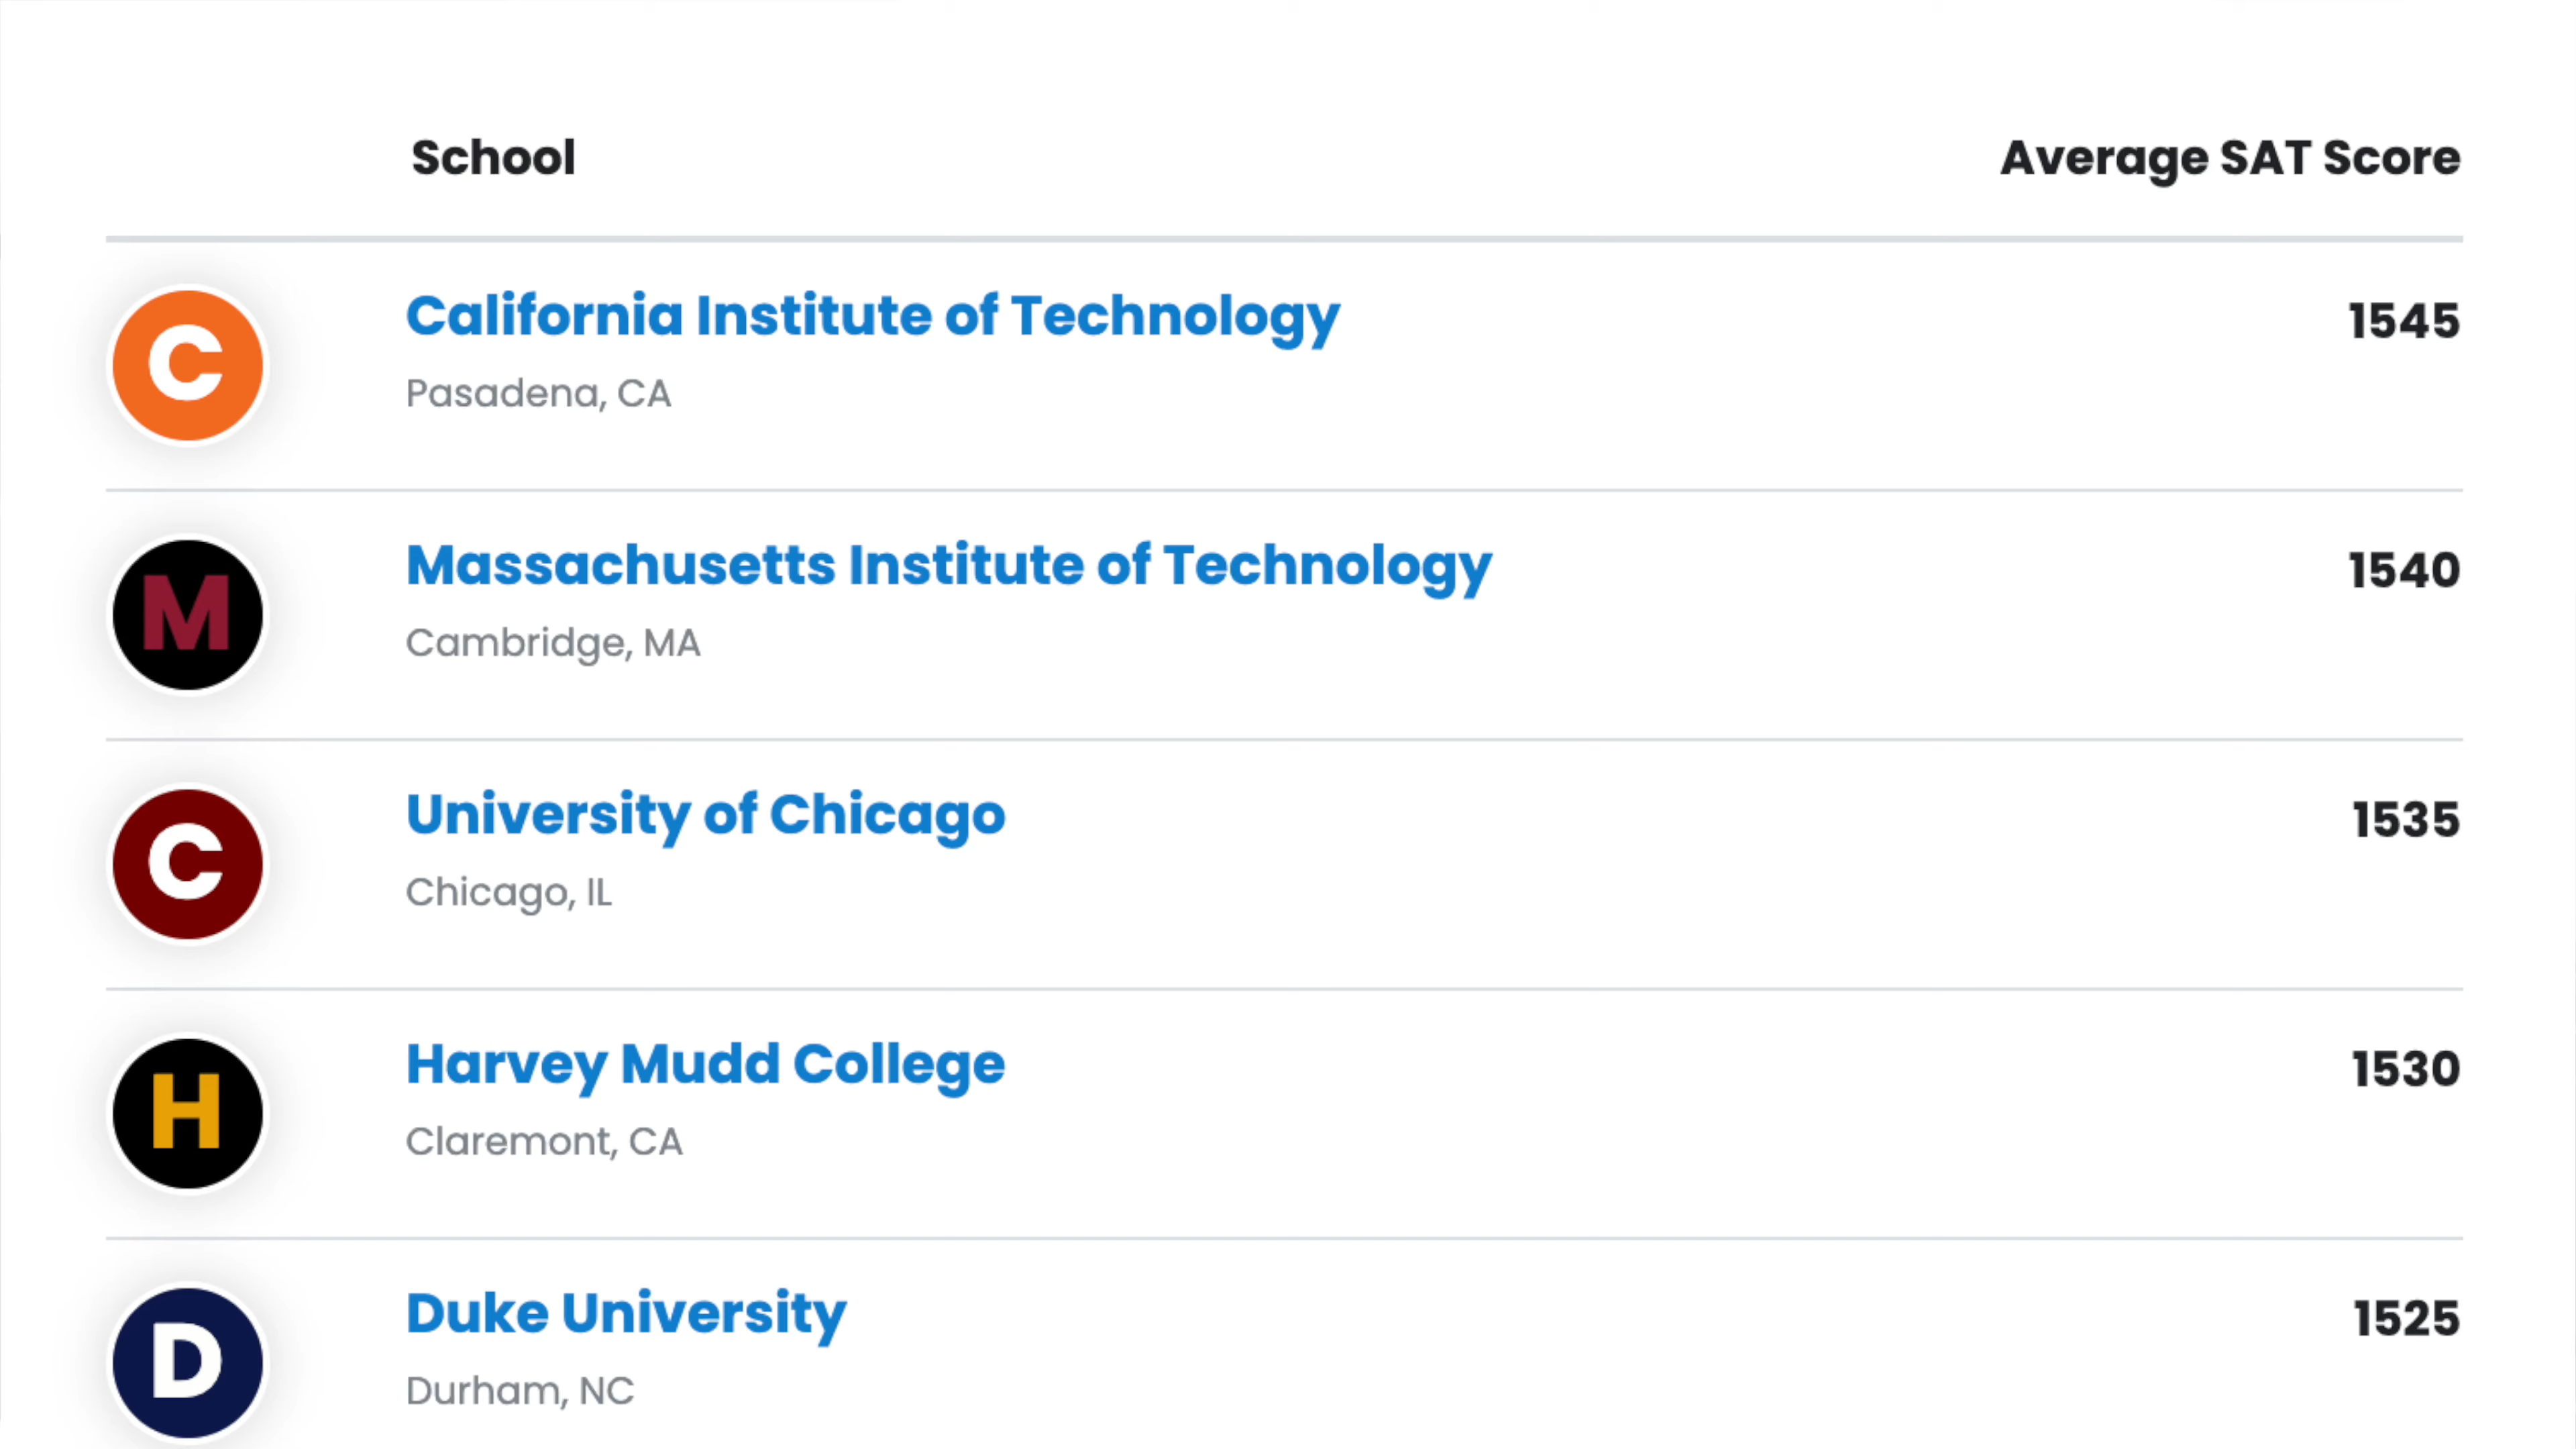 School Average SAT Score
C California Institute of Technology 1545
Pasadena, CA
M Massachusetts Institute of Technology 1540
Cambridge, MA
C University of Chicago 1535
Chicago, IL
H Harvey Mudd College 1530
Claremont, CA
D Duke University 1525
Durham, NC